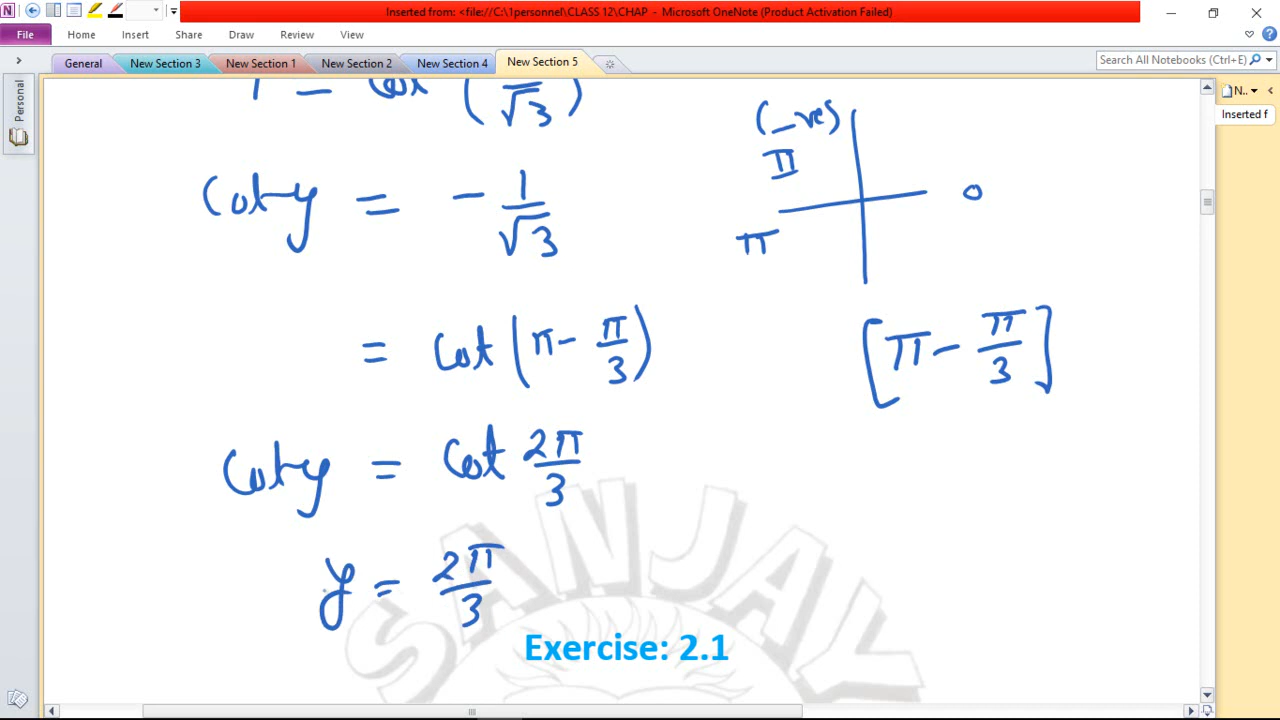 Inserted from: <file://C:\1personnel\CLASS 12\CHAP - Microsoft OneNote (Product Activation Failed)
File Home Insert Share Draw Review View
General New Section 3 New Section 1 New Section 2 New Section 4 New Section 5 Search All Notebooks (Ctrl+E)
Personal
N..
Inserted f
(-ve)
II
0
π
cot y = - 1/√3
= cot (π - π/3)
[π - π/3]
cot y = cot 2π/3
y = 2π/3
SANJAY
Exercise: 2.1